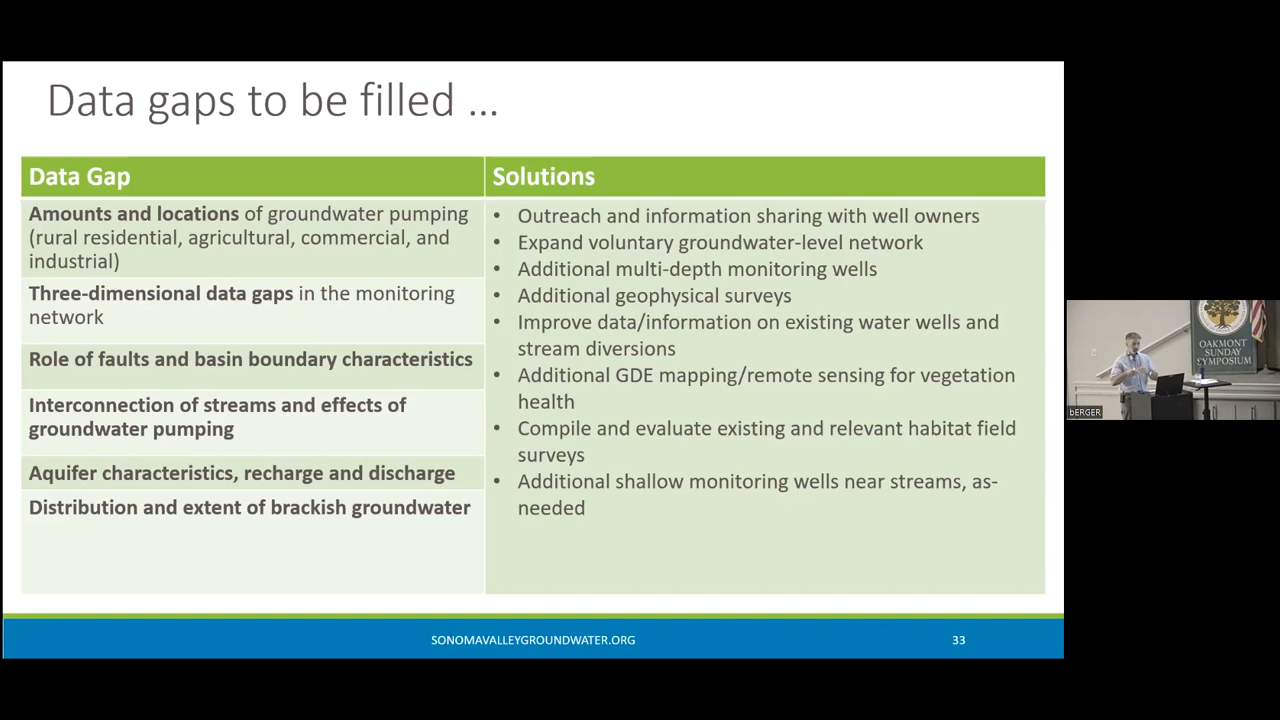 Data gaps to be filled ...
Data Gap
Solutions
Amounts and locations of groundwater pumping
(rural residential, agricultural, commercial, and
industrial)
Three-dimensional data gaps in the monitoring
network
Role of faults and basin boundary characteristics
Interconnection of streams and effects of
groundwater pumping
Aquifer characteristics, recharge and discharge
Distribution and extent of brackish groundwater
• Outreach and information sharing with well owners
• Expand voluntary groundwater-level network
• Additional multi-depth monitoring wells
• Additional geophysical surveys
• Improve data/information on existing water wells and
stream diversions
• Additional GDE mapping/remote sensing for vegetation
health
• Compile and evaluate existing and relevant habitat field
surveys
• Additional shallow monitoring wells near streams, as-
needed
SONOMAVALLEYGROUNDWATER.ORG
33
OAKMONT
SUNDAY
SYMPOSIUM
bERGER